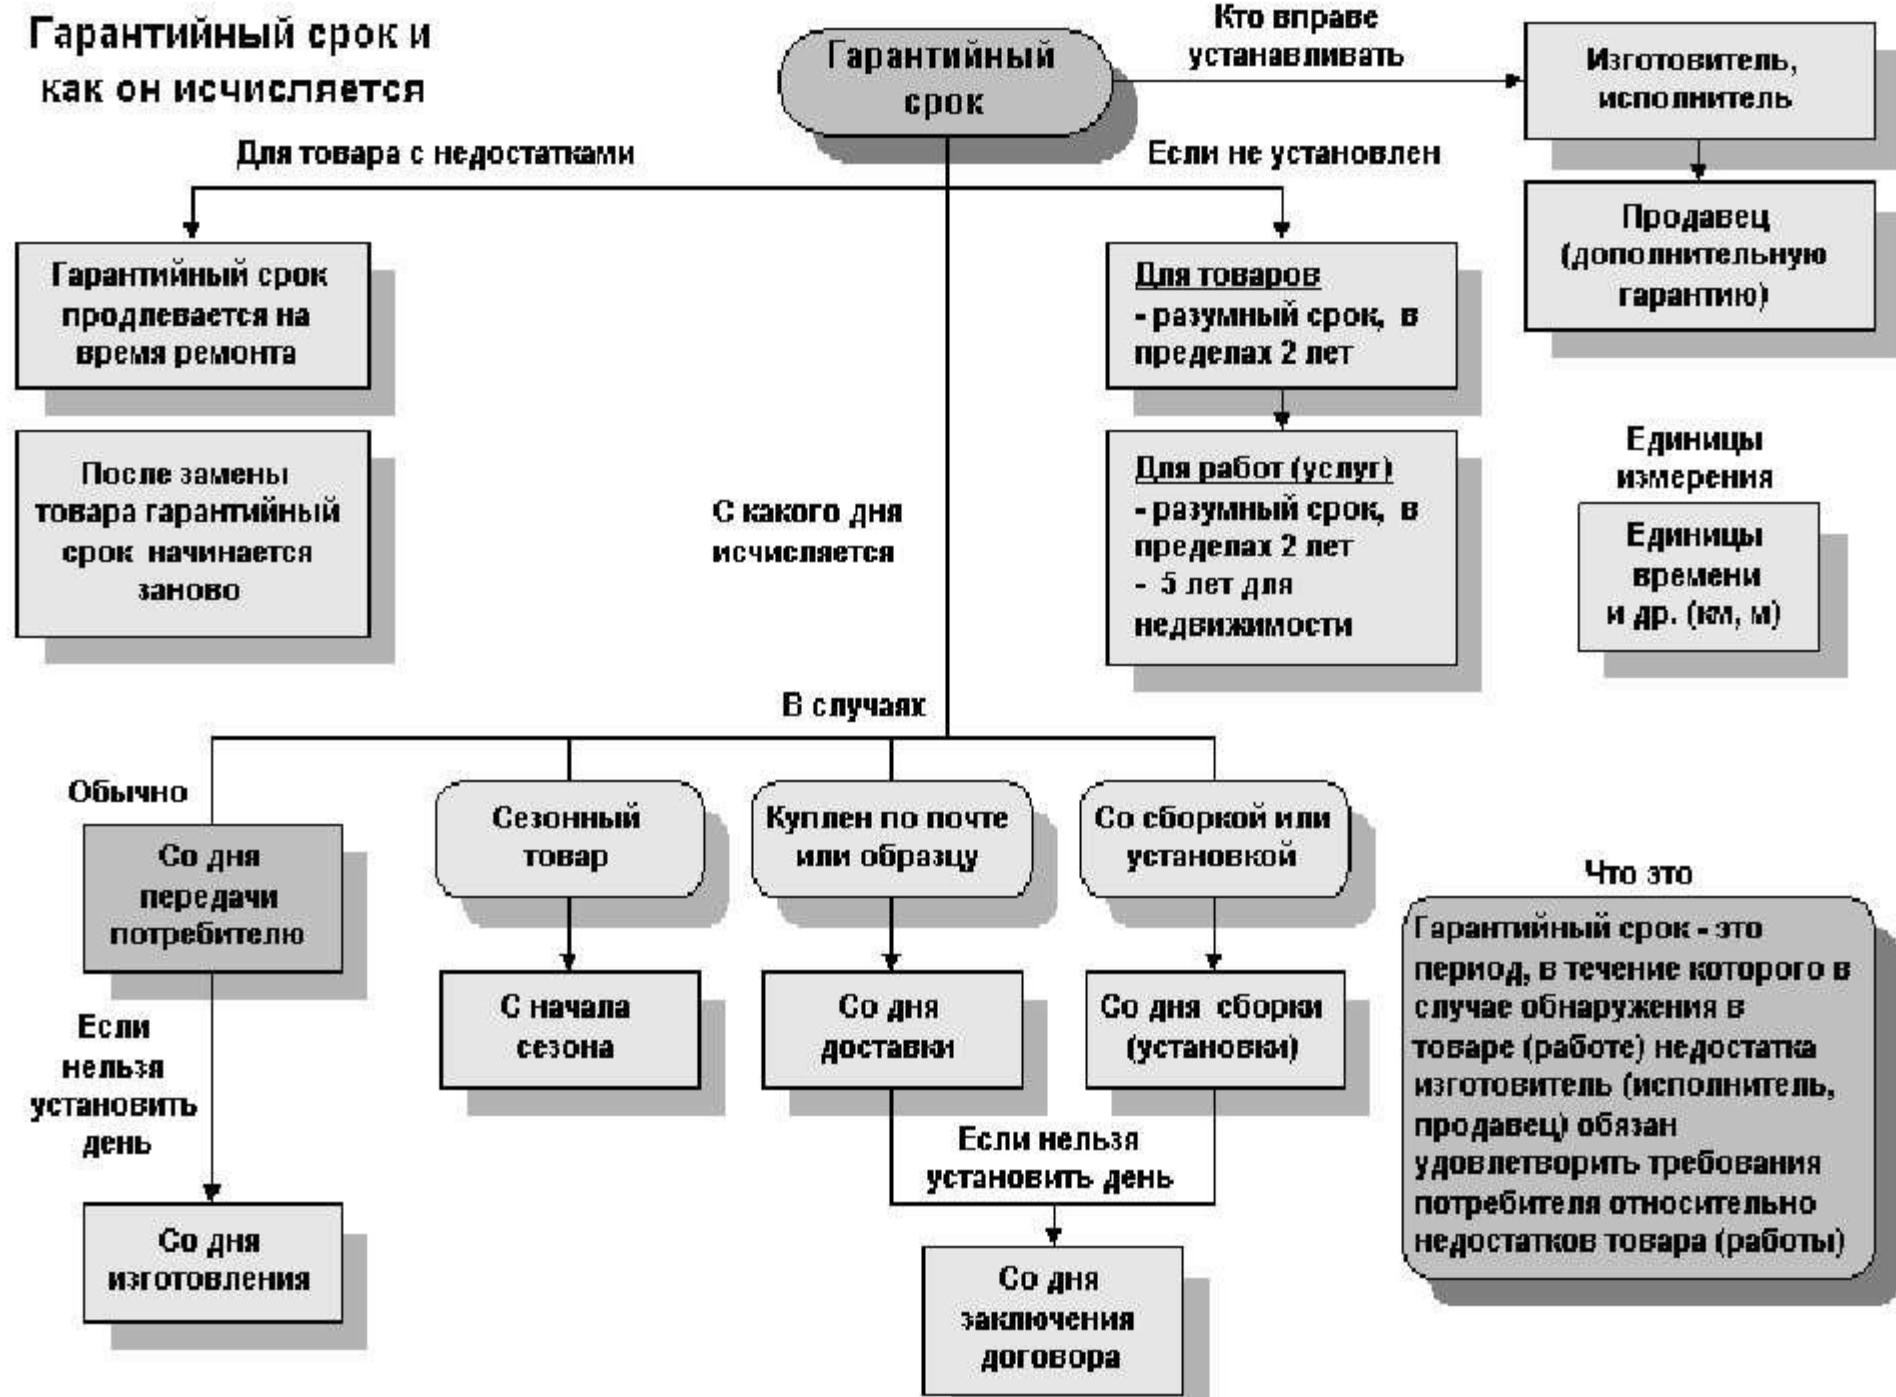 Гарантийный срок и
как он исчисляется
Гарантийный
срок
Кто вправе
устанавливать
Изготовитель,
исполнитель
Продавец
(дополнительную
гарантию)
Для товара с недостатками
Если не установлен
Гарантийный срок
продлевается на
время ремонта
После замены
товара гарантийный
срок начинается
заново
Для товаров
- разумный срок, в
пределах 2 лет
Для работ (услуг)
- разумный срок, в
пределах 2 лет
- 5 лет для
недвижимости
Единицы
измерения
Единицы
времени
и др. (км, м)
С какого дня
исчисляется
В случаях
Обычно
Со дня
передачи
потребителю
Если
нельзя
установить
день
Со дня
изготовления
Сезонный
товар
С начала
сезона
Куплен по почте
или образцу
Со дня
доставки
Со сборкой или
установкой
Со дня сборки
(установки)
Если нельзя
установить день
Со дня
заключения
договора
Что это
Гарантийный срок - это
период, в течение которого в
случае обнаружения в
товаре (работе) недостатка
изготовитель (исполнитель,
продавец) обязан
удовлетворить требования
потребителя относительно
недостатков товара (работы)